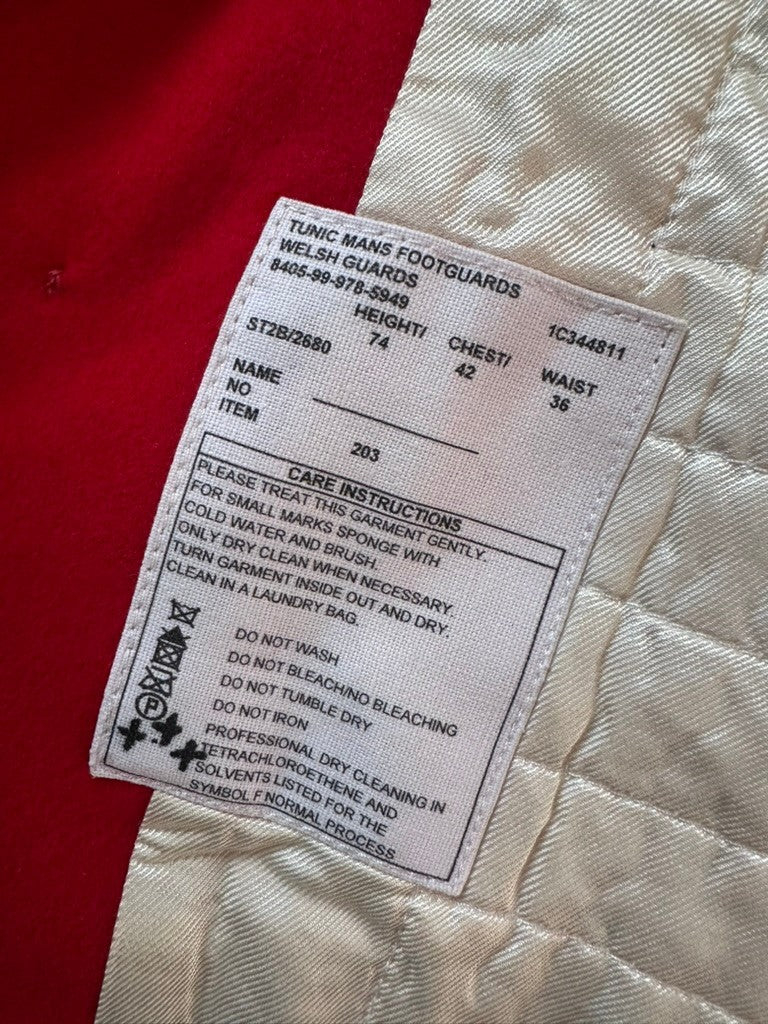 TUNIC MANS FOOTGUARDS
WELSH GUARDS
8405-99-978-5949 1C344811
ST2B/2680 HEIGHT/ CHEST/ WAIST
74 42 36
NAME
NO
ITEM 203
CARE INSTRUCTIONS
PLEASE TREAT THIS GARMENT GENTLY.
FOR SMALL MARKS SPONGE WITH
COLD WATER AND BRUSH.
ONLY DRY CLEAN WHEN NECESSARY.
TURN GARMENT INSIDE OUT AND DRY.
CLEAN IN A LAUNDRY BAG.
DO NOT WASH
DO NOT BLEACH/NO BLEACHING
DO NOT TUMBLE DRY
DO NOT IRON
P
PROFESSIONAL DRY CLEANING IN
TETRACHLOROETHENE AND
SOLVENTS LISTED FOR THE
SYMBOL F NORMAL PROCESS